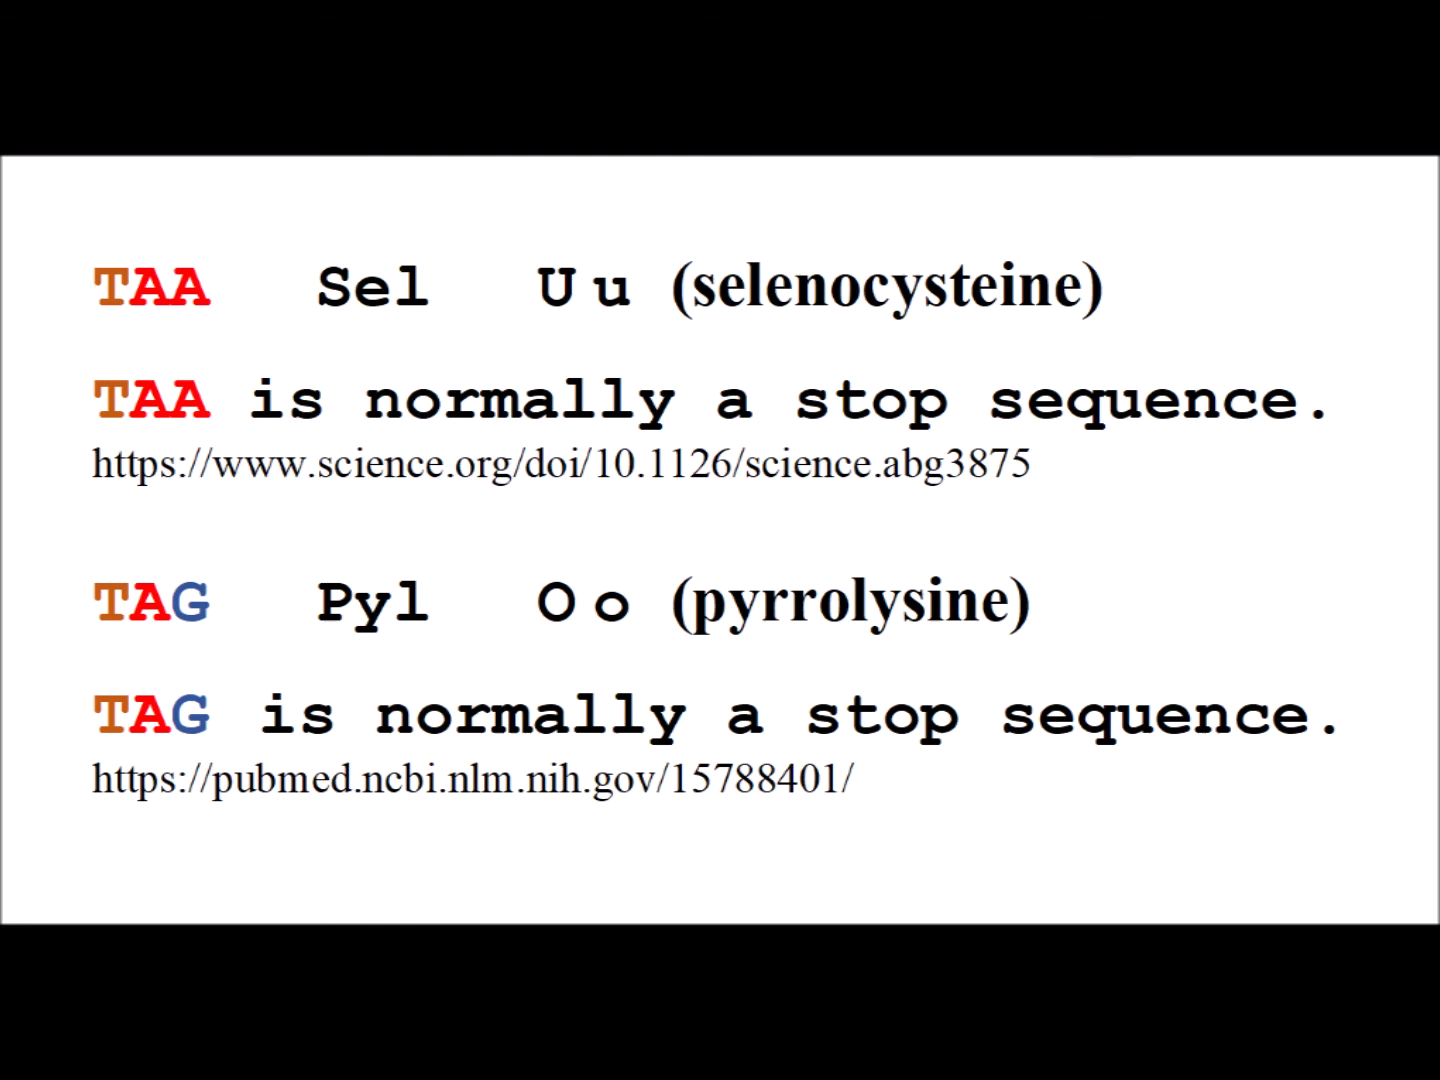 TAA Sel U u (selenocysteine)
TAA is normally a stop sequence.
https://www.science.org/doi/10.1126/science.abg3875
TAG Pyl O o (pyrrolysine)
TAG is normally a stop sequence.
https://pubmed.ncbi.nlm.nih.gov/15788401/